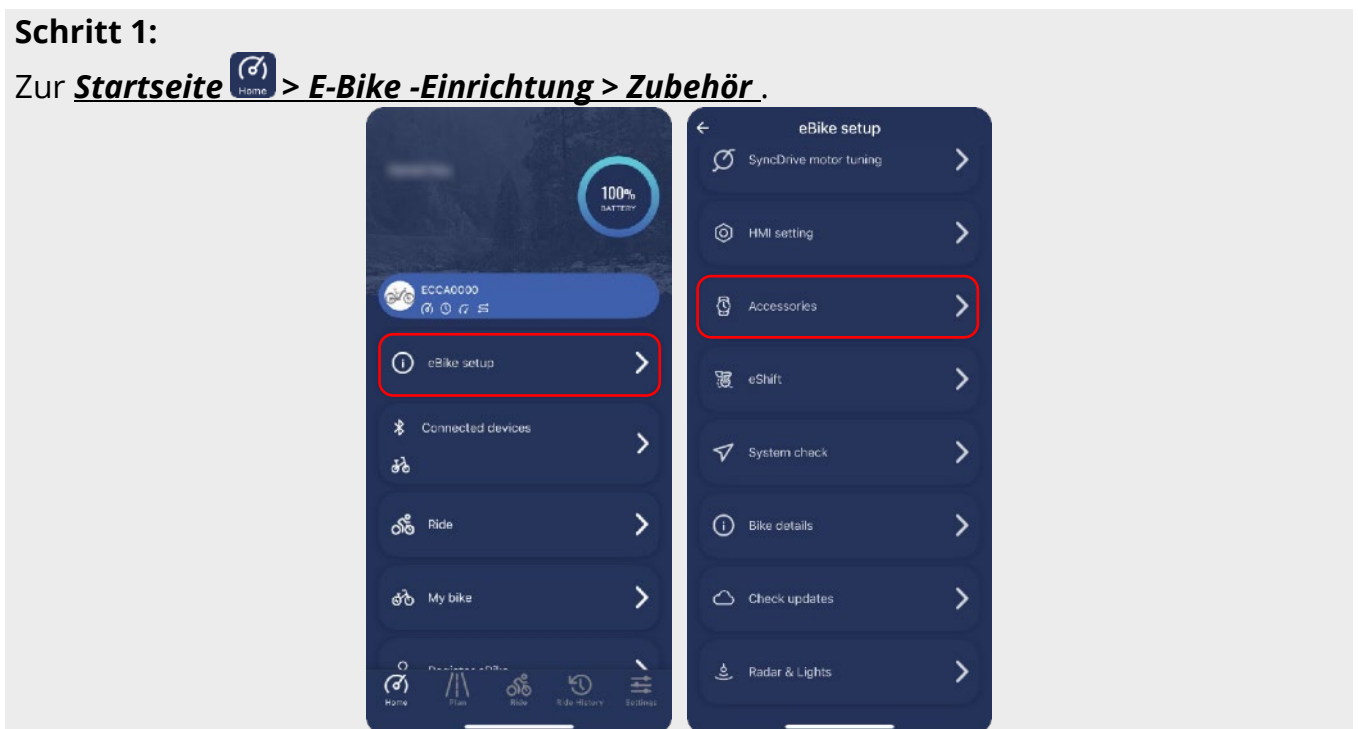 Schritt 1:
Zur Startseite Home > E-Bike -Einrichtung > Zubehör .
100%
BATTERY
ECCA0000
eBike setup
Connected devices
Ride
My bike
Home Plan Ride Ride History Settings
eBike setup
SyncDrive motor tuning
HMI setting
Accessories
eShift
System check
Bike details
Check updates
Radar & Lights